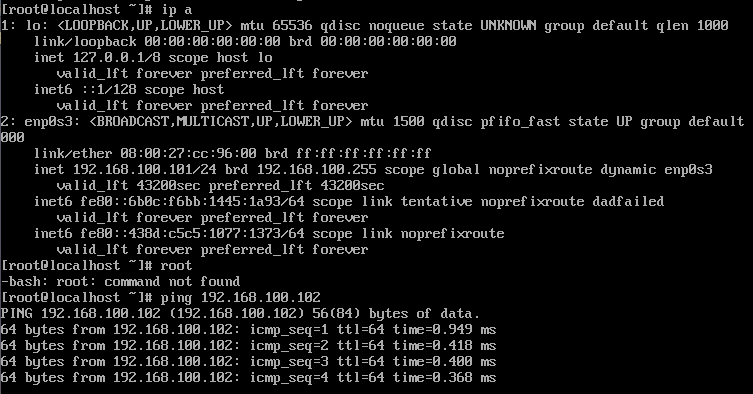 [root@localhost ~]# ip a
1: lo: <LOOPBACK,UP,LOWER_UP> mtu 65536 qdisc noqueue state UNKNOWN group default qlen 1000
    link/loopback 00:00:00:00:00:00 brd 00:00:00:00:00:00
    inet 127.0.0.1/8 scope host lo
       valid_lft forever preferred_lft forever
    inet6 ::1/128 scope host
       valid_lft forever preferred_lft forever
2: enp0s3: <BROADCAST,MULTICAST,UP,LOWER_UP> mtu 1500 qdisc pfifo_fast state UP group default
000
    link/ether 08:00:27:cc:96:00 brd ff:ff:ff:ff:ff:ff
    inet 192.168.100.101/24 brd 192.168.100.255 scope global noprefixroute dynamic enp0s3
       valid_lft 43200sec preferred_lft 43200sec
    inet6 fe80::6b0c:f6bb:1445:1a93/64 scope link tentative noprefixroute dadfailed
       valid_lft forever preferred_lft forever
    inet6 fe80::438d:c5c5:1077:1373/64 scope link noprefixroute
       valid_lft forever preferred_lft forever
[root@localhost ~]# root
-bash: root: command not found
[root@localhost ~]# ping 192.168.100.102
PING 192.168.100.102 (192.168.100.102) 56(84) bytes of data.
64 bytes from 192.168.100.102: icmp_seq=1 ttl=64 time=0.949 ms
64 bytes from 192.168.100.102: icmp_seq=2 ttl=64 time=0.418 ms
64 bytes from 192.168.100.102: icmp_seq=3 ttl=64 time=0.400 ms
64 bytes from 192.168.100.102: icmp_seq=4 ttl=64 time=0.368 ms